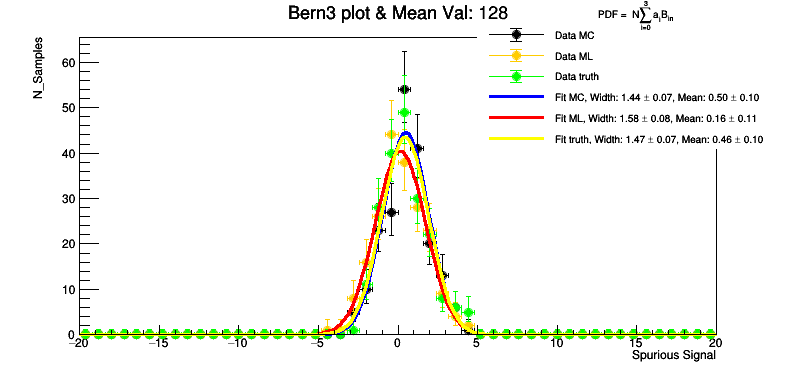 Bern3 plot & Mean Val: 128
PDF = N∑ a_i B_in
3
i=0
Data MC
Data ML
Data truth
Fit MC, Width: 1.44 ± 0.07, Mean: 0.50 ± 0.10
Fit ML, Width: 1.58 ± 0.08, Mean: 0.16 ± 0.11
Fit truth, Width: 1.47 ± 0.07, Mean: 0.46 ± 0.10
N_Samples
60
50
40
30
20
10
0
−20 −15 −10 −5 0 5 10 15 20
Spurious Signal